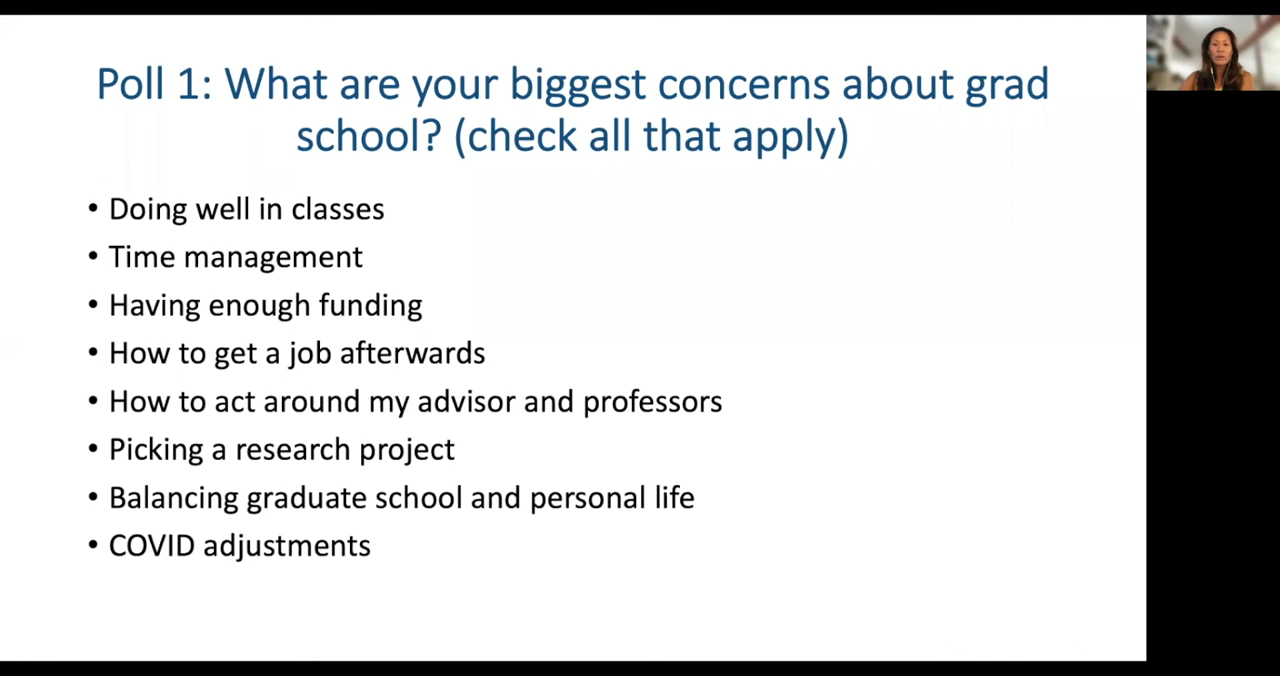 Poll 1: What are your biggest concerns about grad
school? (check all that apply)
• Doing well in classes
• Time management
• Having enough funding
• How to get a job afterwards
• How to act around my advisor and professors
• Picking a research project
• Balancing graduate school and personal life
• COVID adjustments